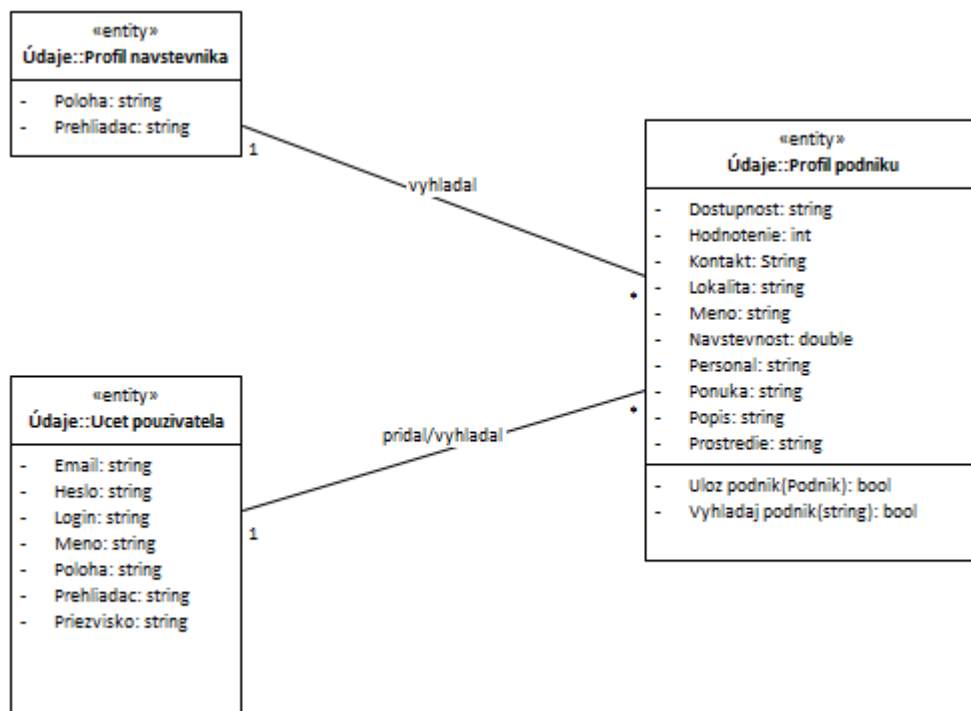 «entity»
Údaje::Profil navstevnika
- Poloha: string
- Prehliadac: string
1
vyhladal
*
«entity»
Údaje::Profil podniku
- Dostupnost: string
- Hodnotenie: int
- Kontakt: String
- Lokalita: string
- Meno: string
- Navstevnost: double
- Personal: string
- Ponuka: string
- Popis: string
- Prostredie: string
- Uloz podnik(Podnik): bool
- Vyhladaj podnik(string): bool
«entity»
Údaje::Ucet pouzivatela
- Email: string
- Heslo: string
- Login: string
- Meno: string
- Poloha: string
- Prehliadac: string
- Priezvisko: string
1
pridal/vyhladal
*